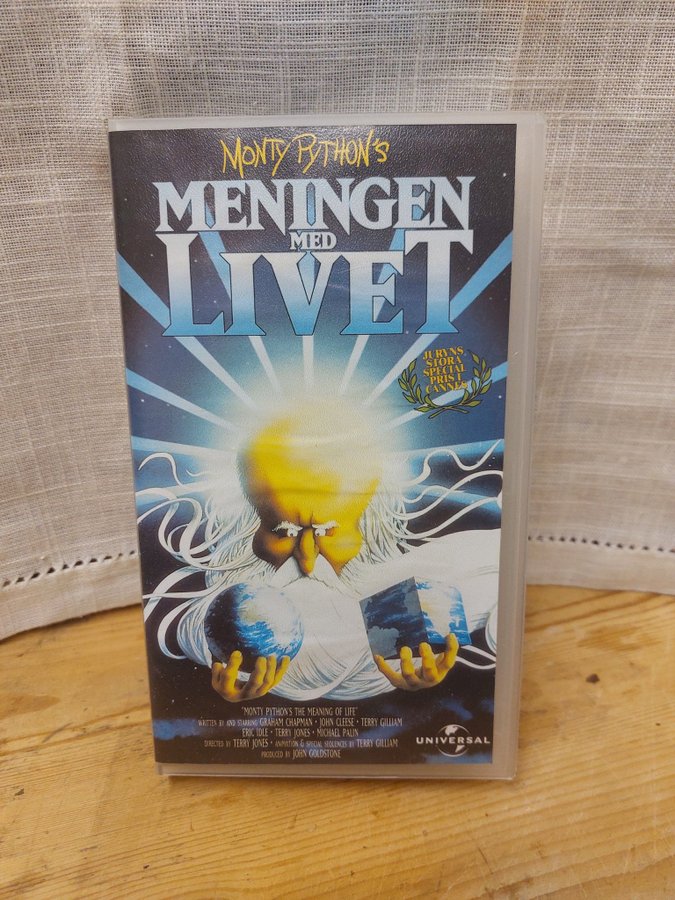 MONTY PYTHON'S
MENINGEN
MED
LIVET
JURYNS
STORA
SPECIAL
PRIS I
CANNES
"MONTY PYTHON'S THE MEANING OF LIFE"
WRITTEN BY AND STARRING GRAHAM CHAPMAN · JOHN CLEESE · TERRY GILLIAM
ERIC IDLE · TERRY JONES · MICHAEL PALIN
DIRECTED BY TERRY JONES · ANIMATION & SPECIAL SEQUENCES BY TERRY GILLIAM
PRODUCED BY JOHN GOLDSTONE
UNIVERSAL